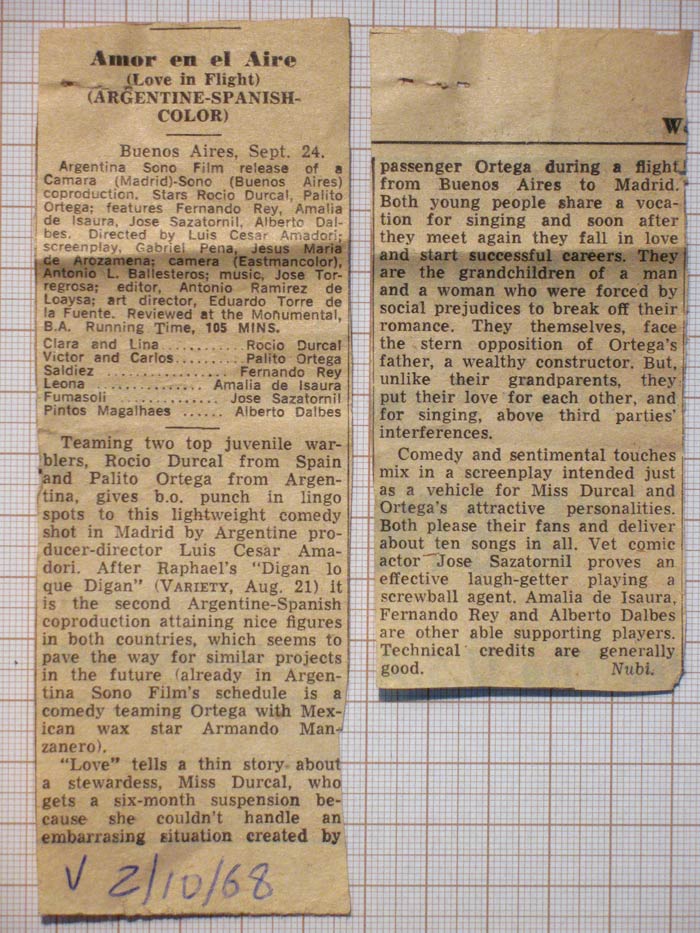 Amor en el Aire
(Love in Flight)
(ARGENTINE-SPANISH-
COLOR)
Buenos Aires, Sept. 24.
Argentina Sono Film release of a
Camara (Madrid)-Sono (Buenos Aires)
coproduction. Stars Rocio Durcal, Palito
Ortega; features Fernando Rey, Amalia
de Isaura, Jose Sazatornil, Alberto Dal-
bes. Directed by Luis Cesar Amadori;
screenplay, Gabriel Pena, Jesus Maria
de Arozamena; camera (Eastmancolor),
Antonio L. Ballesteros; music, Jose Tor-
regrosa; editor, Antonio Ramirez de
Loaysa; art director, Eduardo Torre de
la Fuente. Reviewed at the Monumental,
B.A. Running Time, 105 MINS.
Clara and Lina.......... Rocio Durcal
Victor and Carlos.......... Palito Ortega
Saldiez .................. Fernando Rey
Leona .............. Amalia de Isaura
Fumasoli ............... Jose Sazatornil
Pintos Magalhaes ...... Alberto Dalbes
Teaming two top juvenile war-
blers, Rocio Durcal from Spain
and Palito Ortega from Argen-
tina, gives b.o. punch in lingo
spots to this lightweight comedy
shot in Madrid by Argentine pro-
ducer-director Luis Cesar Ama-
dori. After Raphael's "Digan lo
que Digan" (VARIETY, Aug. 21) it
is the second Argentine-Spanish
coproduction attaining nice figures
in both countries, which seems to
pave the way for similar projects
in the future (already in Argen-
tina Sono Film's schedule is a
comedy teaming Ortega with Mex-
ican wax star Armando Man-
zanero).
"Love" tells a thin story about
a stewardess, Miss Durcal, who
gets a six-month suspension be-
cause she couldn't handle an
embarrasing situation created by
V 2/10/68
W
passenger Ortega during a flight
from Buenos Aires to Madrid.
Both young people share a voca-
tion for singing and soon after
they meet again they fall in love
and start successful careers. They
are the grandchildren of a man
and a woman who were forced by
social prejudices to break off their
romance. They themselves, face
the stern opposition of Ortega's
father, a wealthy constructor. But,
unlike their grandparents, they
put their love for each other, and
for singing, above third parties'
interferences.
Comedy and sentimental touches
mix in a screenplay intended just
as a vehicle for Miss Durcal and
Ortega's attractive personalities.
Both please their fans and deliver
about ten songs in all. Vet comic
actor Jose Sazatornil proves an
effective laugh-getter playing a
screwball agent. Amalia de Isaura,
Fernando Rey and Alberto Dalbes
are other able supporting players.
Technical credits are generally
good. Nubi.